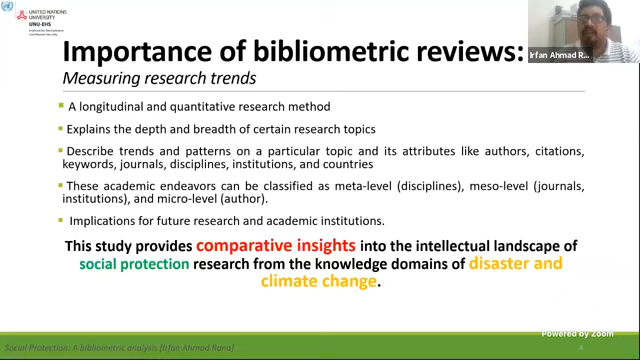 UNITED NATIONS
UNIVERSITY
UNU-EHS
Institute for Environment
and Human Security
Importance of bibliometric reviews:
Irfan Ahmad R...
Measuring research trends
A longitudinal and quantitative research method
Explains the depth and breadth of certain research topics
Describe trends and patterns on a particular topic and its attributes like authors, citations,
keywords, journals, disciplines, institutions, and countries
These academic endeavors can be classified as meta-level (disciplines), meso-level (journals,
institutions), and micro-level (author).
Implications for future research and academic institutions.
This study provides comparative insights into the intellectual landscape of
social protection research from the knowledge domains of disaster and
climate change.
Powered by Zoom
Social Protection: A bibliometric analysis [Irfan Ahmad Rana]
4